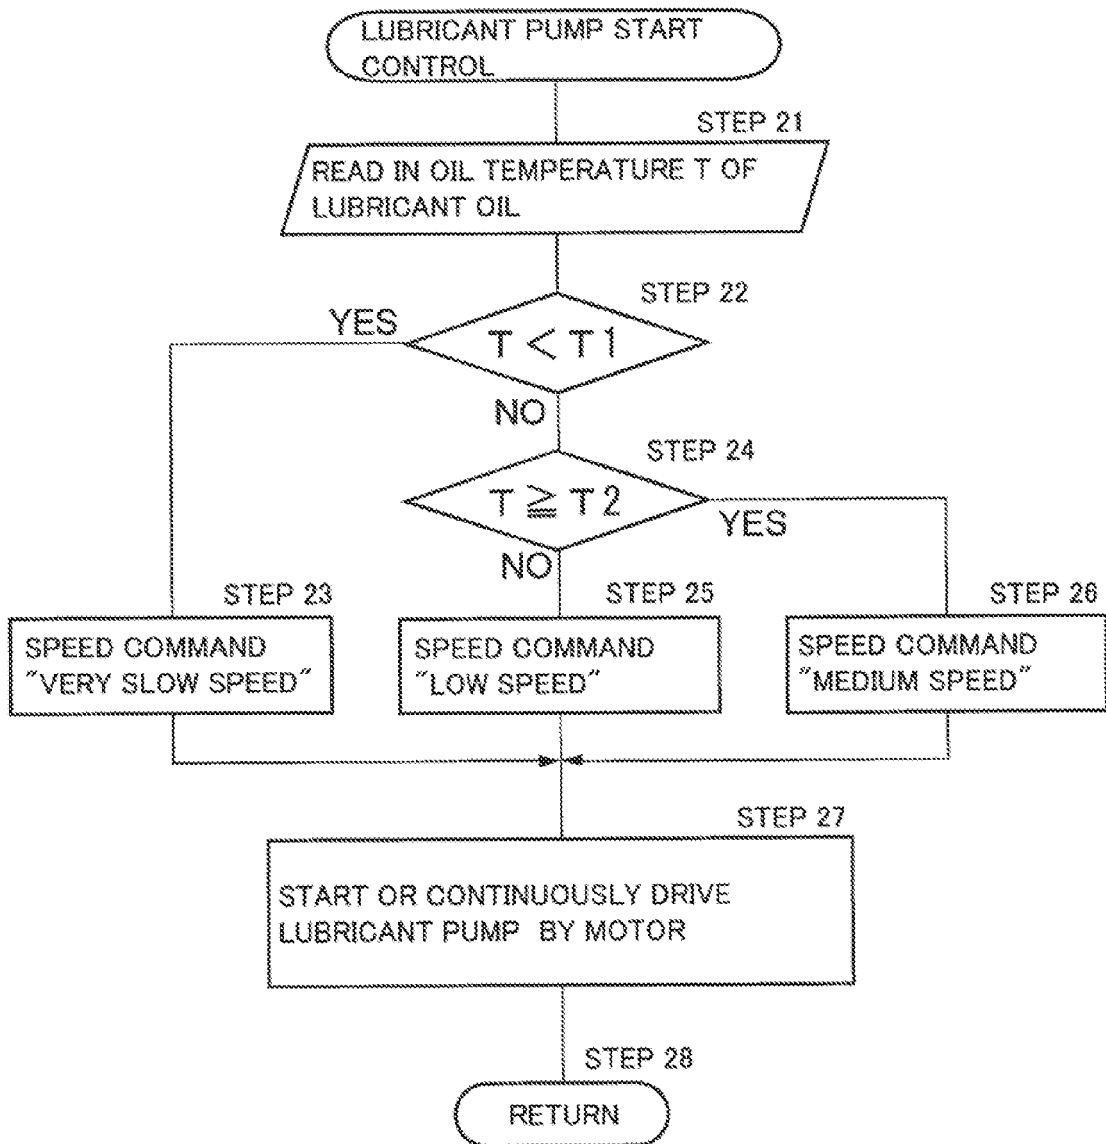 LUBRICANT PUMP START
CONTROL
STEP 21
READ IN OIL TEMPERATURE T OF
LUBRICANT OIL
STEP 22
YES
T < T1
NO
STEP 24
T ≧ T2
YES
NO
STEP 23
SPEED COMMAND
"VERY SLOW SPEED"
STEP 25
SPEED COMMAND
"LOW SPEED"
STEP 26
SPEED COMMAND
"MEDIUM SPEED"
STEP 27
START OR CONTINUOUSLY DRIVE
LUBRICANT PUMP BY MOTOR
STEP 28
RETURN